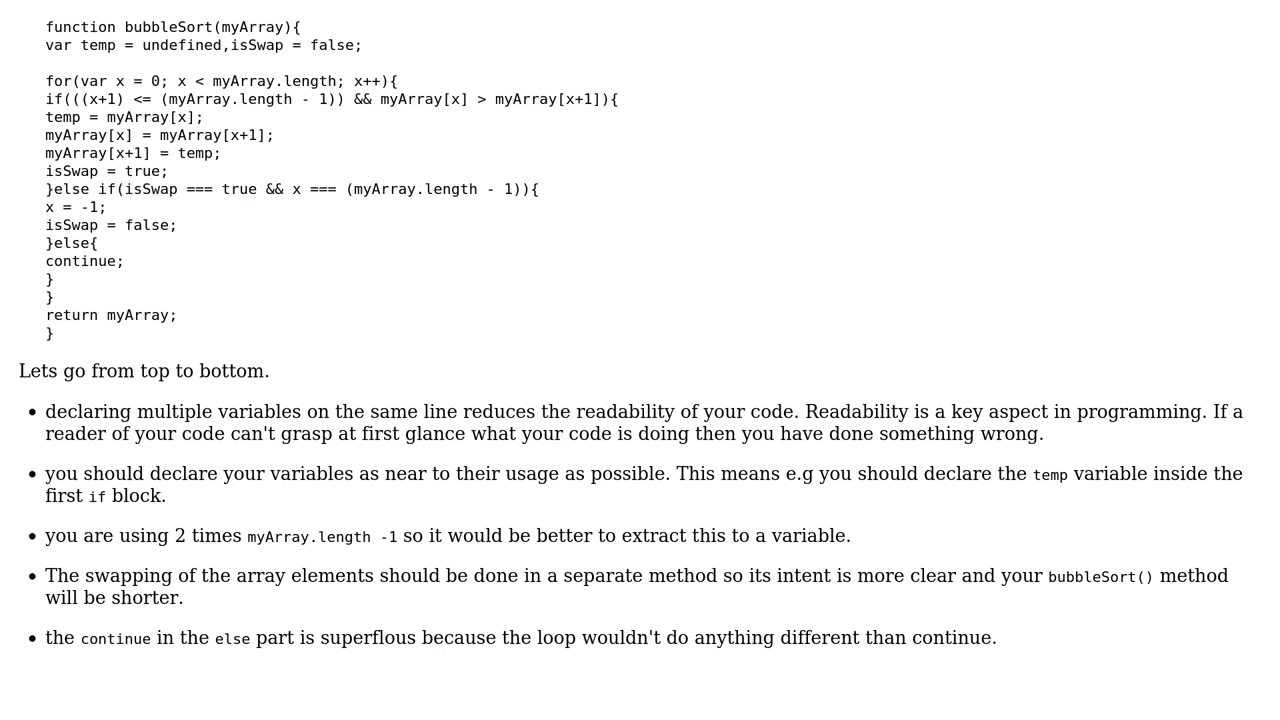 function bubbleSort(myArray){
var temp = undefined,isSwap = false;
for(var x = 0; x < myArray.length; x++){
if(((x+1) <= (myArray.length - 1)) && myArray[x] > myArray[x+1]){
temp = myArray[x];
myArray[x] = myArray[x+1];
myArray[x+1] = temp;
isSwap = true;
}else if(isSwap === true && x === (myArray.length - 1)){
x = -1;
isSwap = false;
}else{
continue;
}
}
return myArray;
}
Lets go from top to bottom.
• declaring multiple variables on the same line reduces the readability of your code. Readability is a key aspect in programming. If a
reader of your code can't grasp at first glance what your code is doing then you have done something wrong.
• you should declare your variables as near to their usage as possible. This means e.g you should declare the temp variable inside the
first if block.
• you are using 2 times myArray.length -1 so it would be better to extract this to a variable.
• The swapping of the array elements should be done in a separate method so its intent is more clear and your bubbleSort() method
will be shorter.
• the continue in the else part is superflous because the loop wouldn't do anything different than continue.